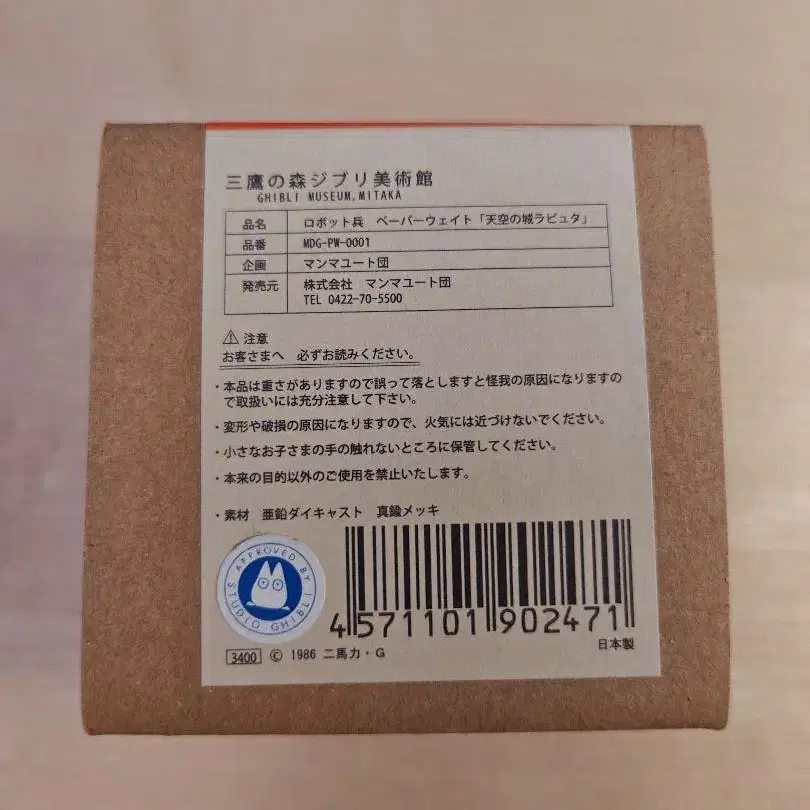 三鷹の森ジブリ美術館
GHIBLI MUSEUM,MITAKA
品名 ロボット兵 ペーパーウェイト「天空の城ラピュタ」
品番 MDG-PW-0001
企画 マンマユート団
発売元 株式会社 マンマユート団
TEL 0422-70-5500
⚠ 注意
お客さまへ 必ずお読みください。
・本品は重さがありますので誤って落としますと怪我の原因になりますの
で取扱いには充分注意して下さい。
・変形や破損の原因になりますので、火気には近づけないでください。
・小さなお子さまの手の触れないところに保管してください。
・本来の目的以外のご使用を禁止いたします。
・素材 亜鉛ダイキャスト 真鍮メッキ
APPROVED BY
STUDIO GHIBLI
4571101902471
日本製
3400 © 1986 二馬力・G